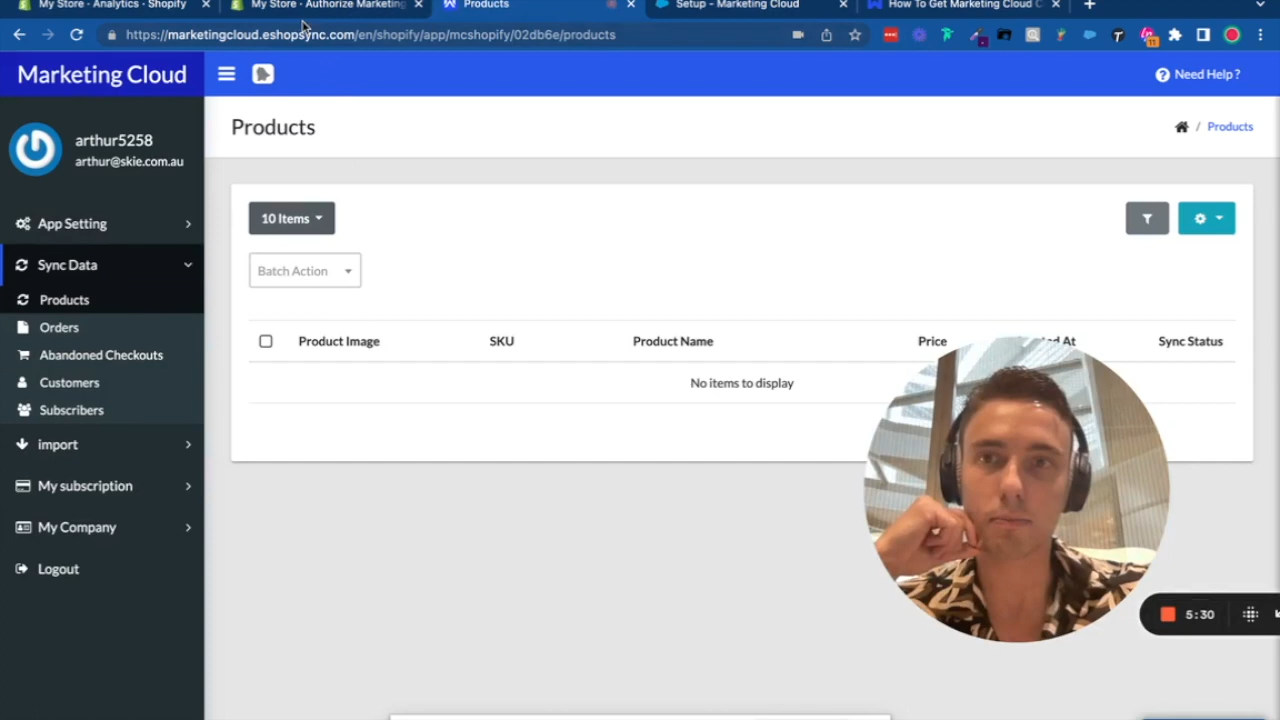 My Store · Analytics · Shopify
My Store · Authorize Marketing
Products
Setup - Marketing Cloud
How To Get Marketing Cloud C
https://marketingcloud.eshopsync.com/en/shopify/app/mcshopify/02db6e/products
11
Marketing Cloud
Need Help ?
arthur5258
arthur@skie.com.au
Products
/ Products
App Setting
Sync Data
Products
Orders
Abandoned Checkouts
Customers
Subscribers
import
My subscription
My Company
Logout
10 Items
Batch Action
Product Image
SKU
Product Name
Price
At
Sync Status
No items to display
5:30